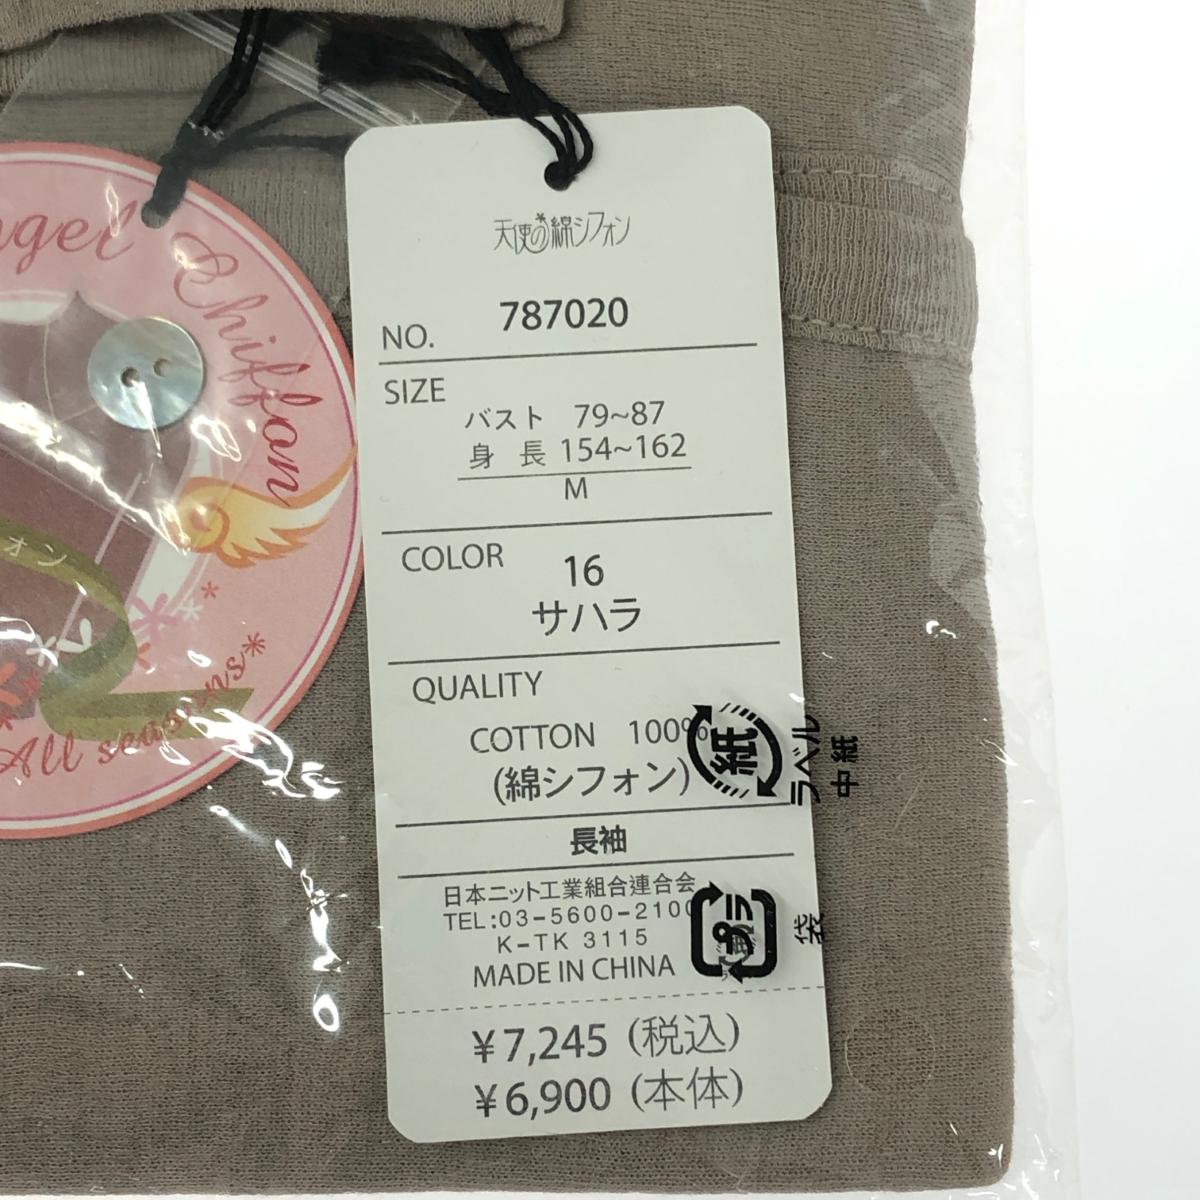 天使の綿シフォン
NO. 787020
SIZE
バスト 79~87
身長 154~162
M
COLOR
16
サハラ
QUALITY
COTTON 100%
(綿シフォン)
長袖
日本ニット工業組合連合会
TEL:03-5600-2100
K-TK 3115
MADE IN CHINA
¥7,245 (税込)
¥6,900 (本体)
紙
ラベル
中紙
プラ
袋
Chiffon
ォン
All seasons